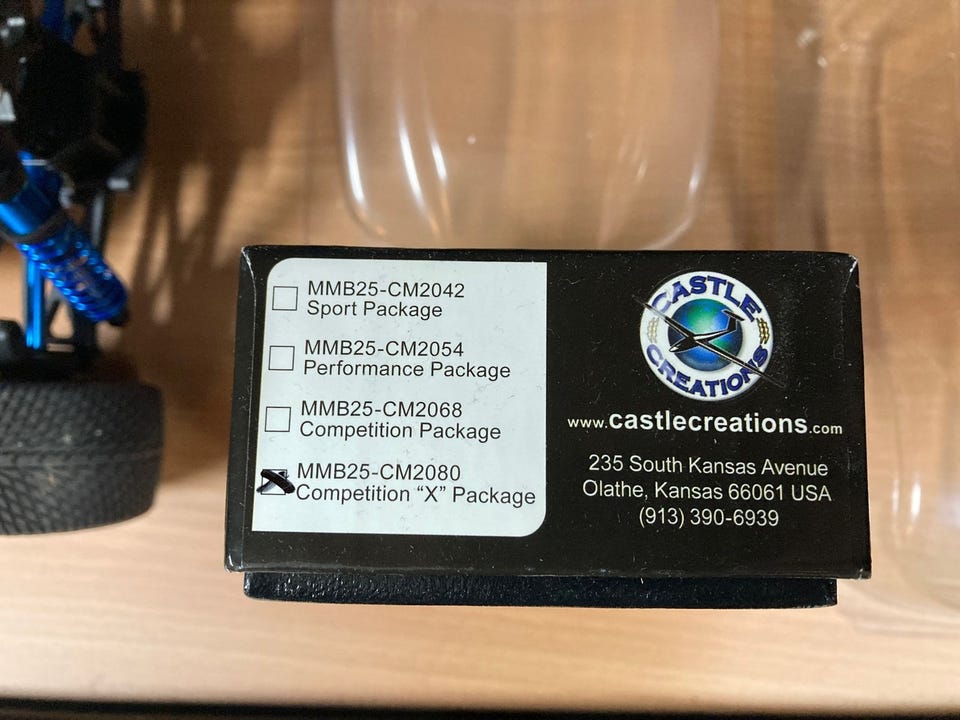 MMB25-CM2042
Sport Package
MMB25-CM2054
Performance Package
MMB25-CM2068
Competition Package
MMB25-CM2080
Competition “X” Package
CASTLE
CREATIONS
www.castlecreations.com
235 South Kansas Avenue
Olathe, Kansas 66061 USA
(913) 390-6939